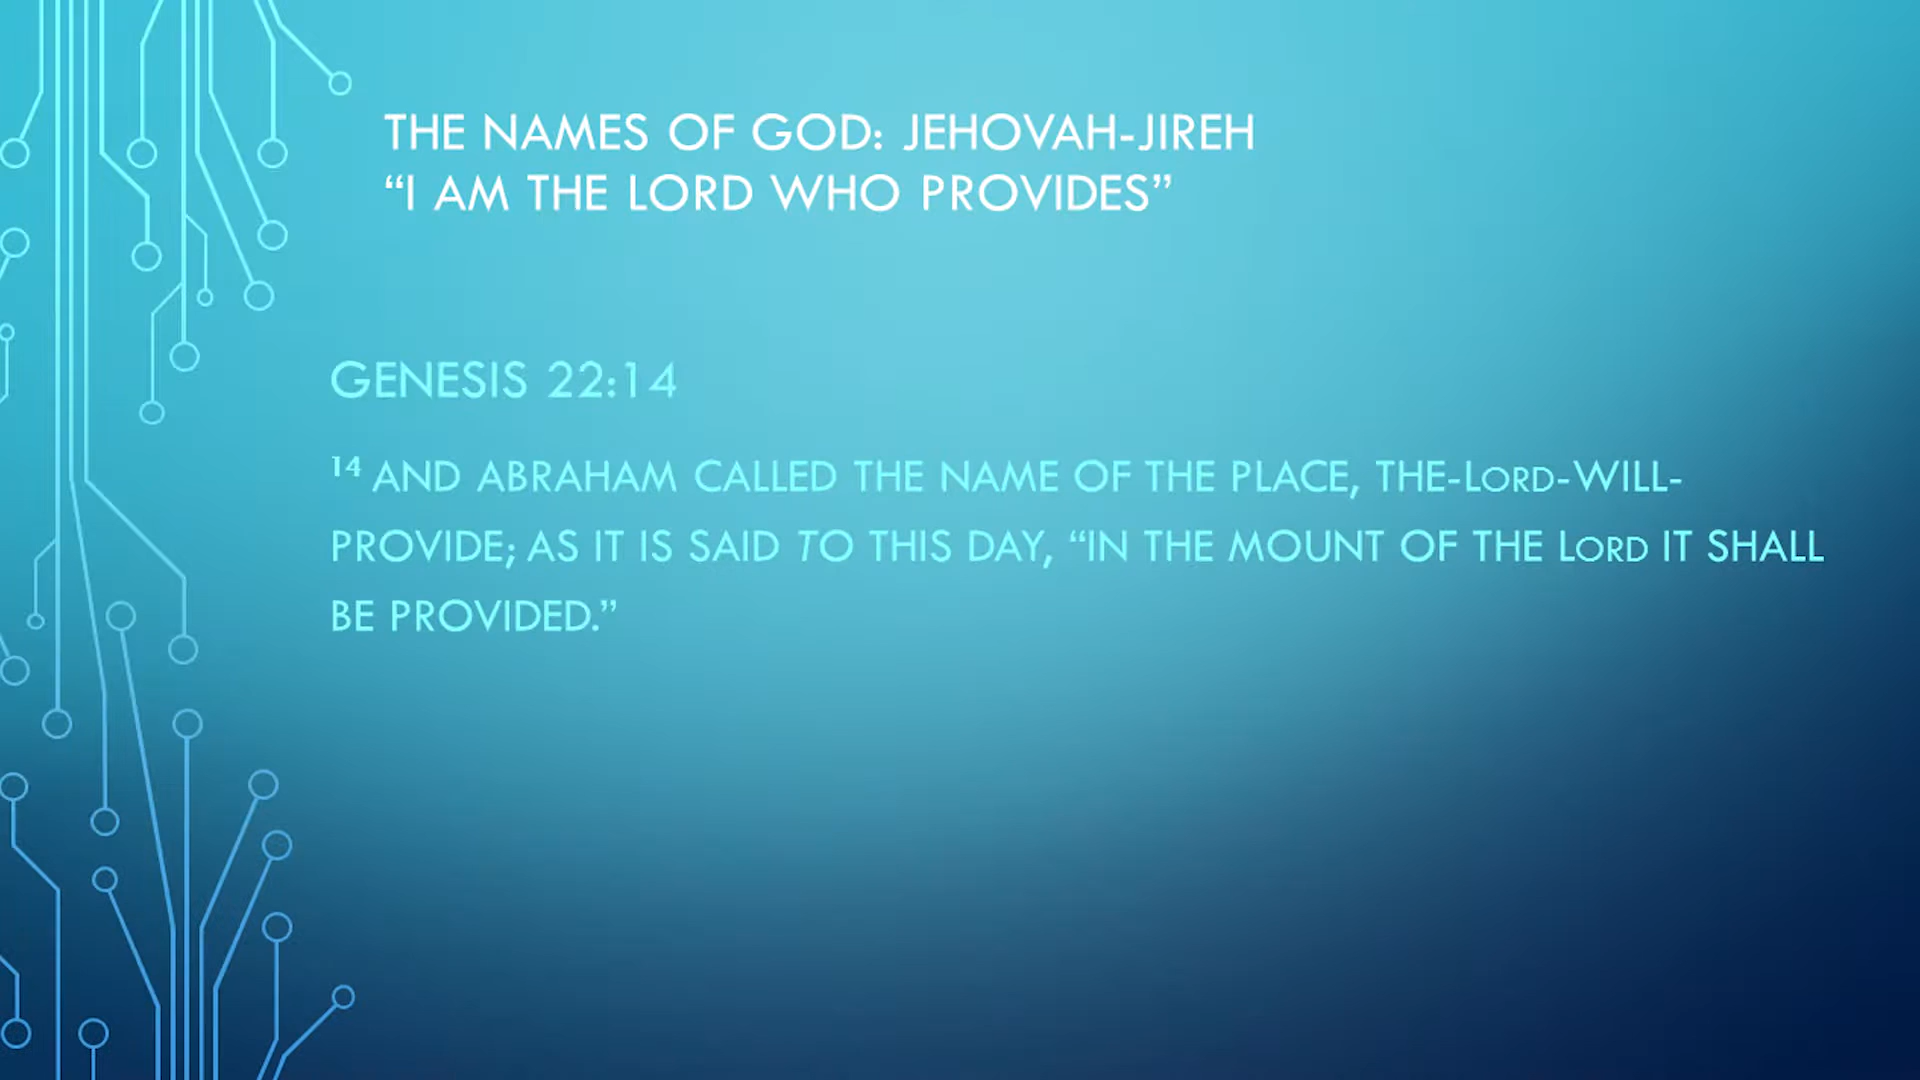 THE NAMES OF GOD: JEHOVAH-JIREH
“I AM THE LORD WHO PROVIDES”
GENESIS 22:14
14 AND ABRAHAM CALLED THE NAME OF THE PLACE, THE-LORD-WILL-
PROVIDE; AS IT IS SAID TO THIS DAY, “IN THE MOUNT OF THE LORD IT SHALL
BE PROVIDED.”